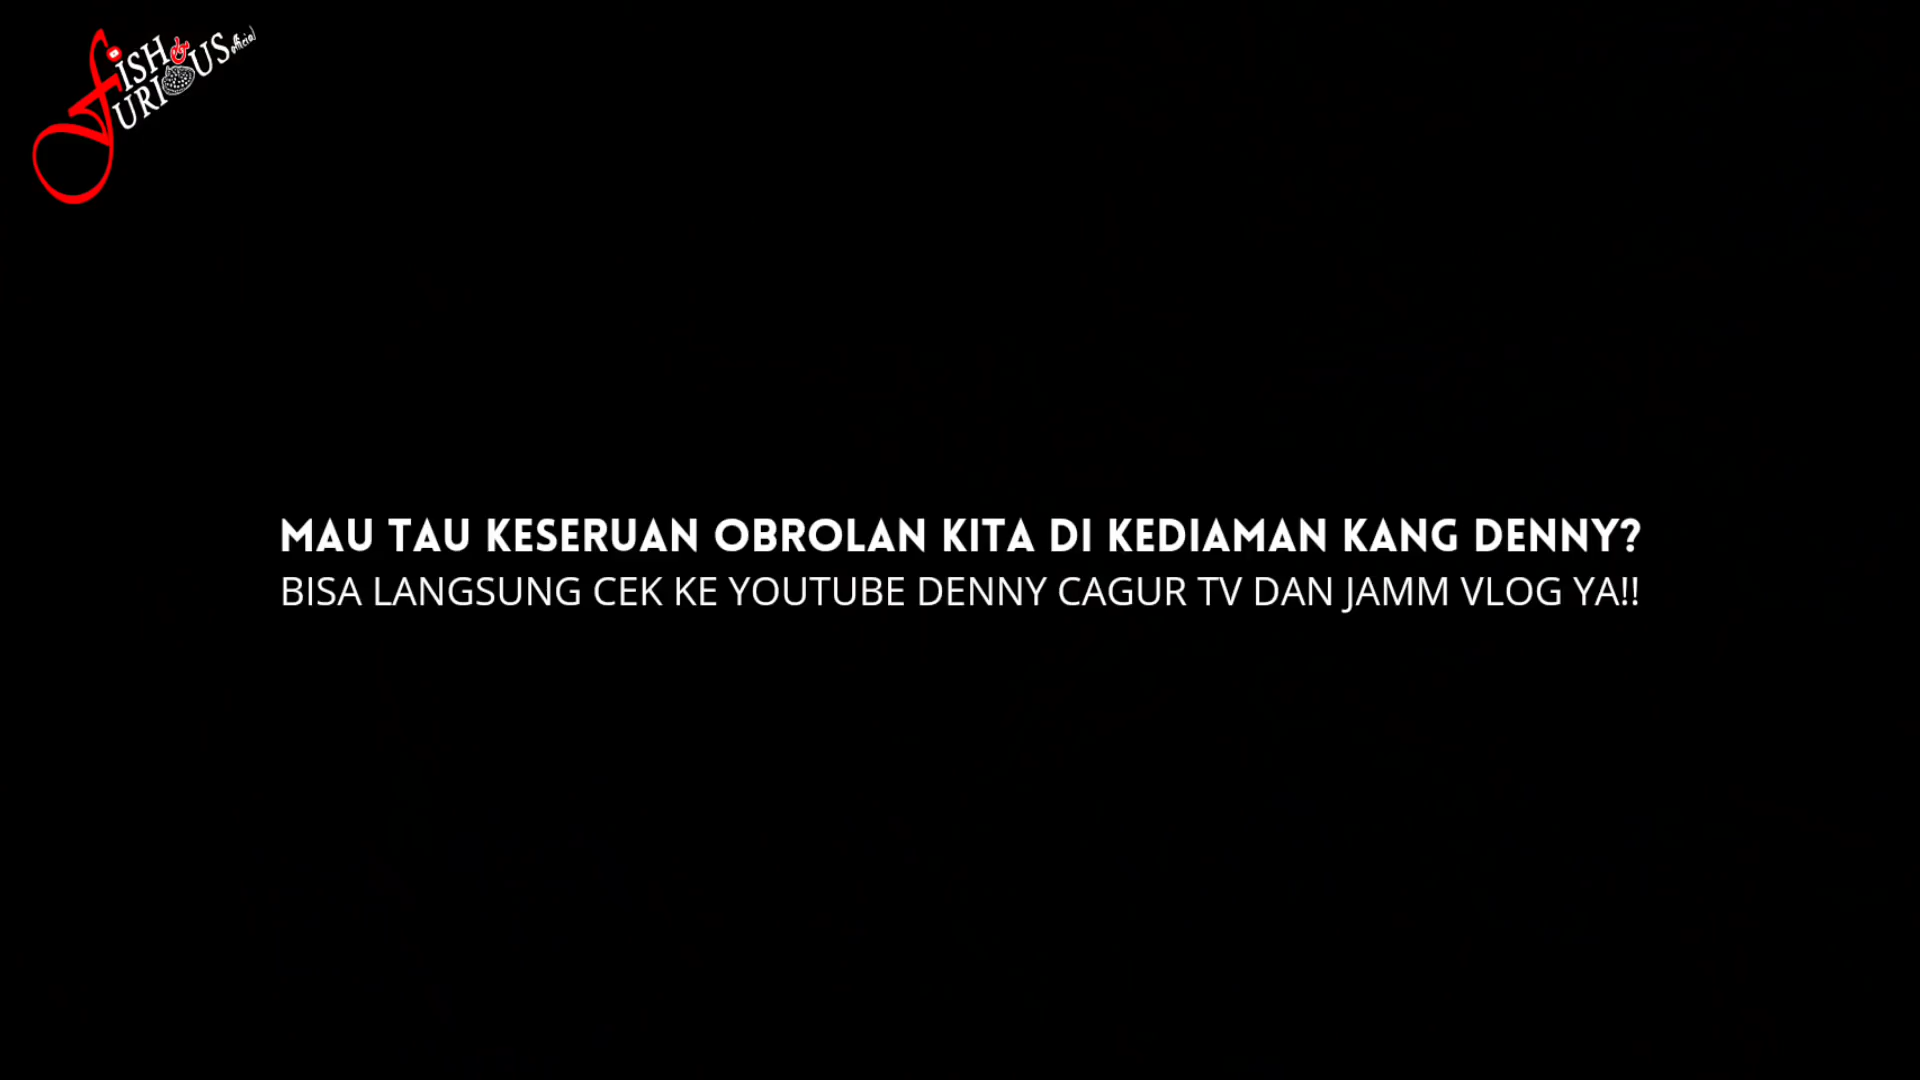 FISH &
FURIOUS official
MAU TAU KESERUAN OBROLAN KITA DI KEDIAMAN KANG DENNY?
BISA LANGSUNG CEK KE YOUTUBE DENNY CAGUR TV DAN JAMM VLOG YA!!